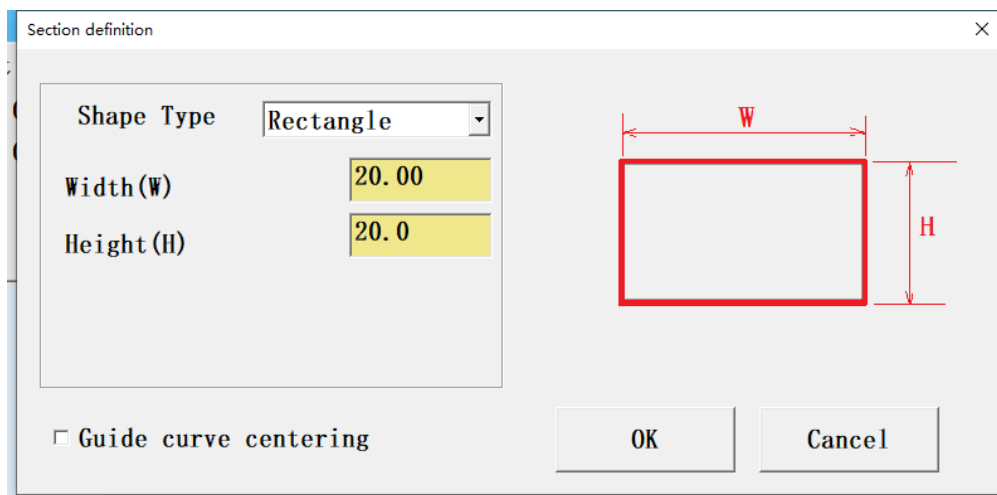 Section definition
Shape Type Rectangle
Width(W) 20.00
Height(H) 20.0
W
H
Guide curve centering
OK
Cancel